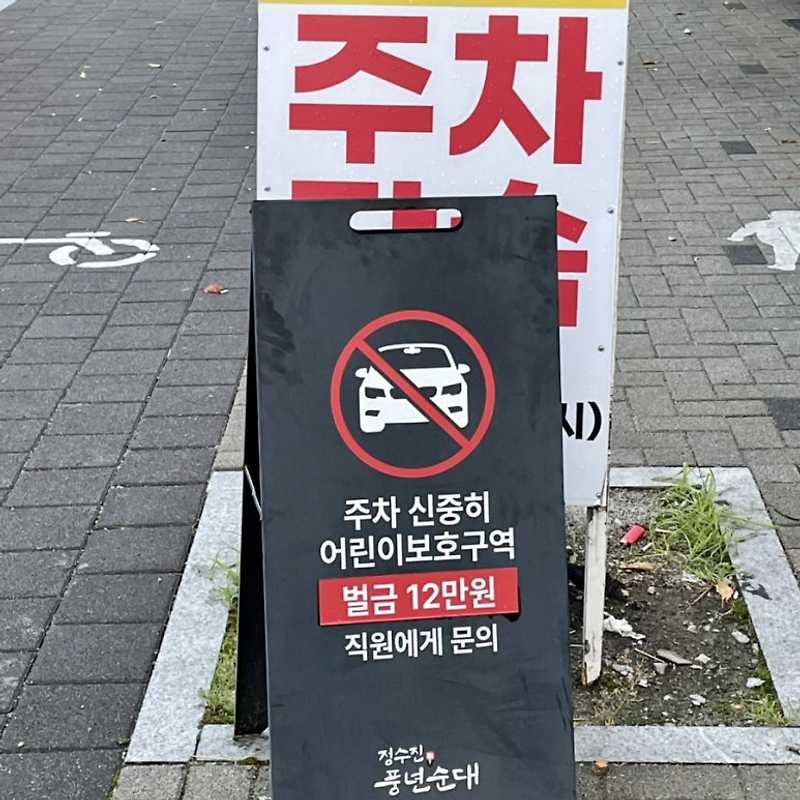 주차
시)
주차 신중히
어린이보호구역
벌금 12만원
직원에게 문의
정수진
풍년순대